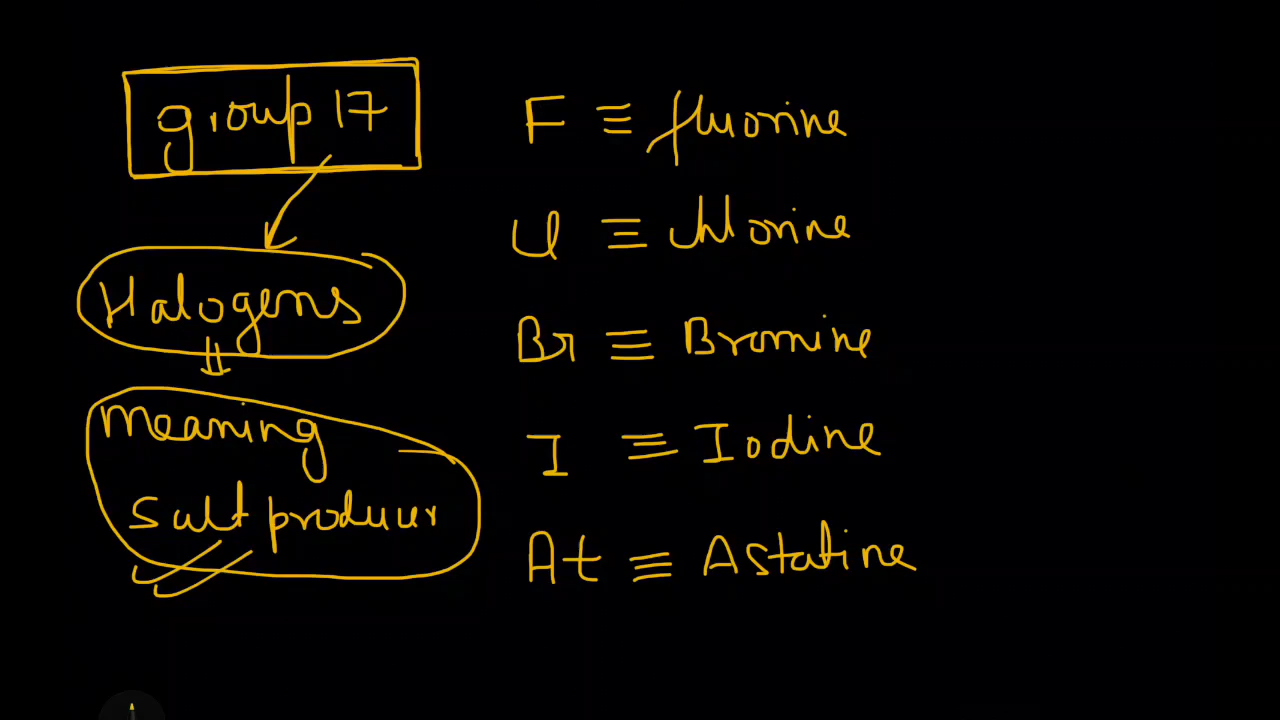 group 17
Halogens
Meaning
Salt producer
F ≡ fluorine
Cl ≡ chlorine
Br ≡ Bromine
I ≡ Iodine
At ≡ Astatine